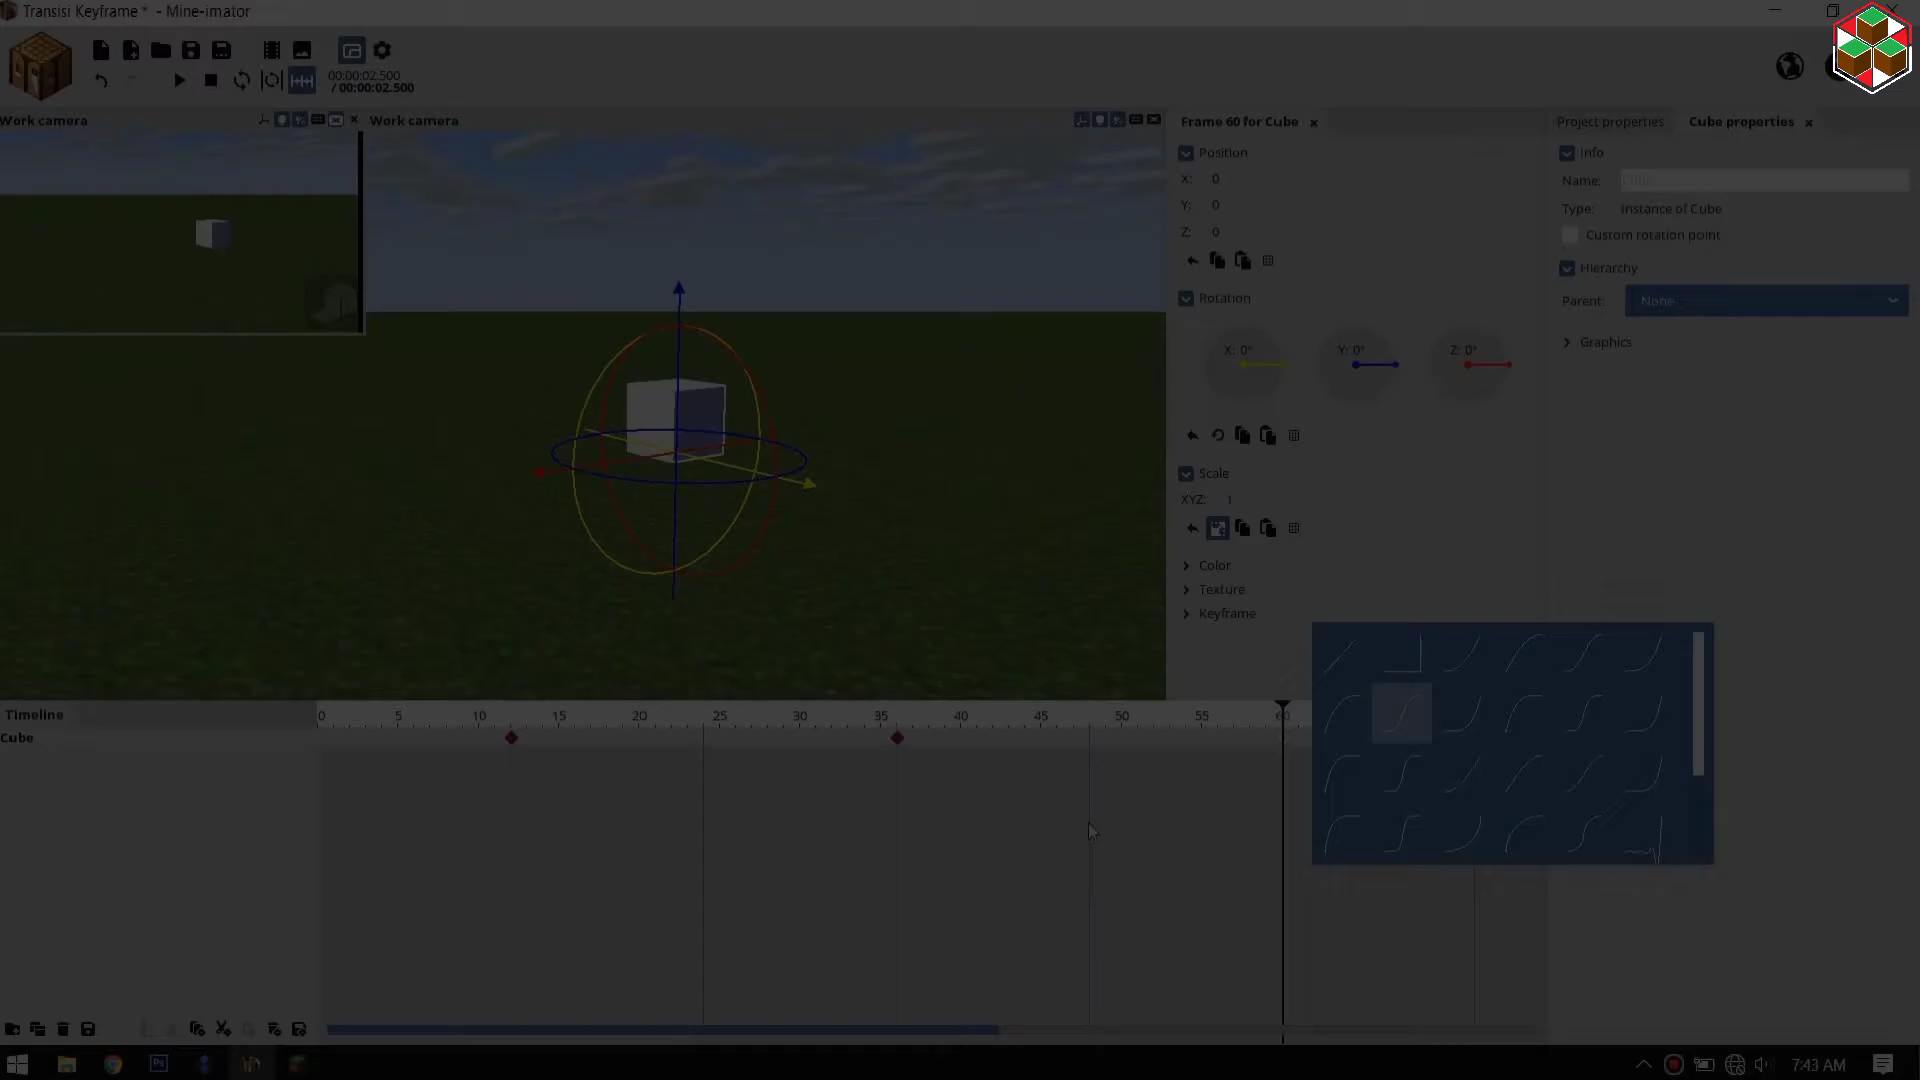 Transisi Keyframe * - Mine-imator
00:00:02.500
/ 00:00:02.500
Work camera
Work camera
Frame 60 for Cube
Project properties
Cube properties
Position
X: 0
Y: 0
Z: 0
Rotation
X: 0°
Y: 0°
Z: 0°
Scale
XYZ: 1
Color
Texture
Keyframe
Info
Name: Cube
Type: Instance of Cube
Custom rotation point
Hierarchy
Parent: None
Graphics
Timeline
0 5 10 15 20 25 30 35 40 45 50 55 60
Cube
Ps
7:43 AM